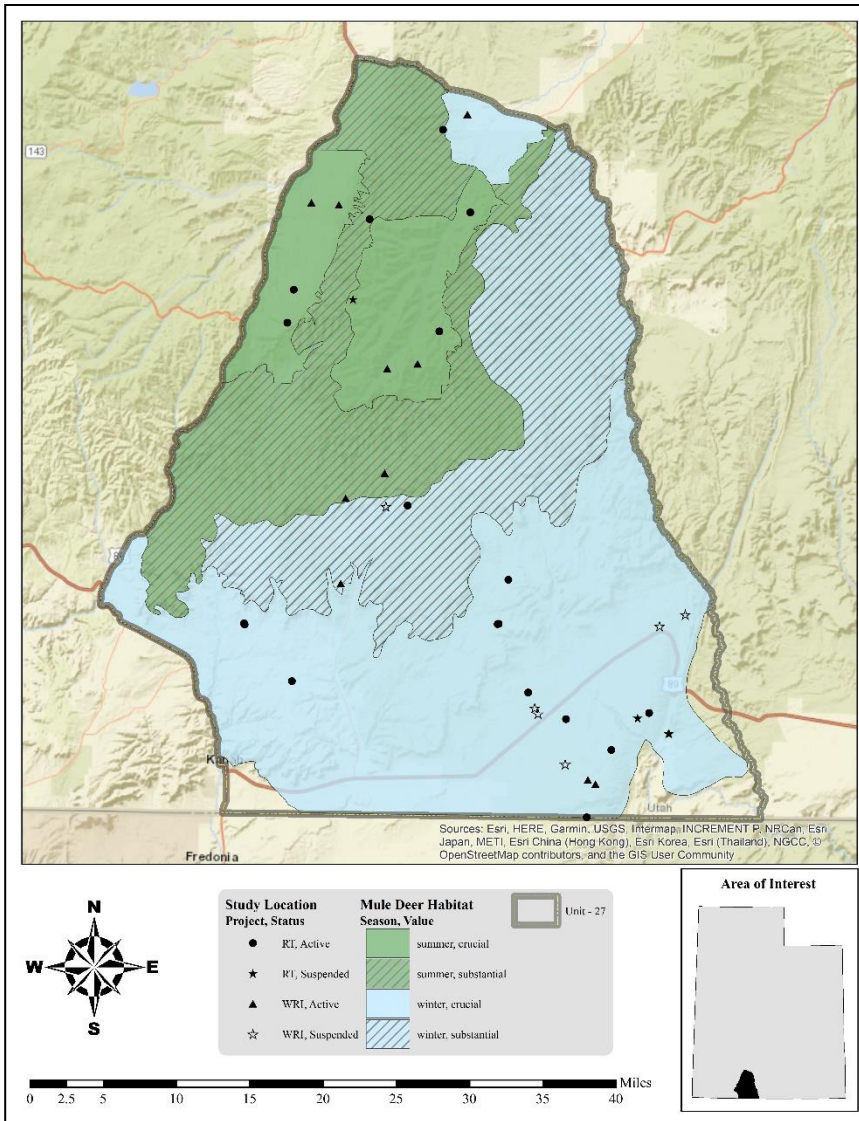 143
89
Kanab
89
Utah
Fredonia
Sources: Esri, HERE, Garmin, USGS, Intermap, INCREMENT P, NRCan, Esri
Japan, METI, Esri China (Hong Kong), Esri Korea, Esri (Thailand), NGCC, ©
OpenStreetMap contributors, and the GIS User Community
N
W E
S
Study Location
Project, Status
RT, Active
RT, Suspended
WRI, Active
WRI, Suspended
Mule Deer Habitat
Season, Value
summer, crucial
summer, substantial
winter, crucial
winter, substantial
Unit - 27
Area of Interest
Miles
0 2.5 5 10 15 20 25 30 35 40